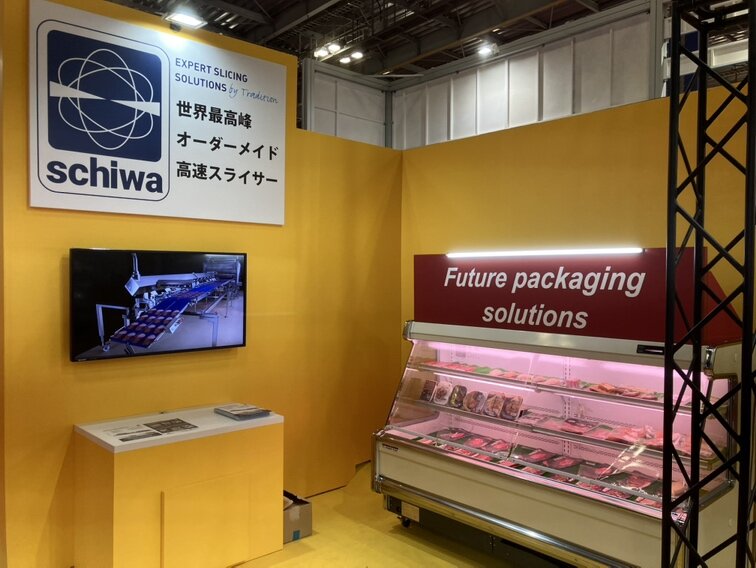 EXPERT SLICING
SOLUTIONS by Tradition
世界最高峰
オーダーメイド
高速スライサー
schiwa
Future packaging
solutions